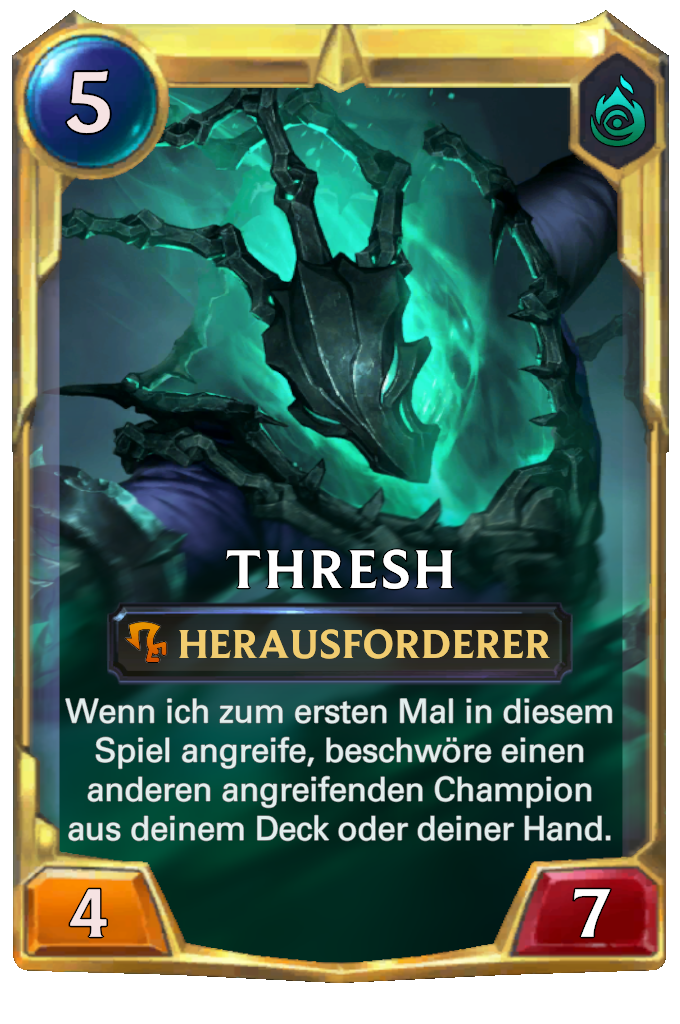 5
THRESH
HERAUSFORDERER
Wenn ich zum ersten Mal in diesem
Spiel angreife, beschwöre einen
anderen angreifenden Champion
aus deinem Deck oder deiner Hand.
4
7